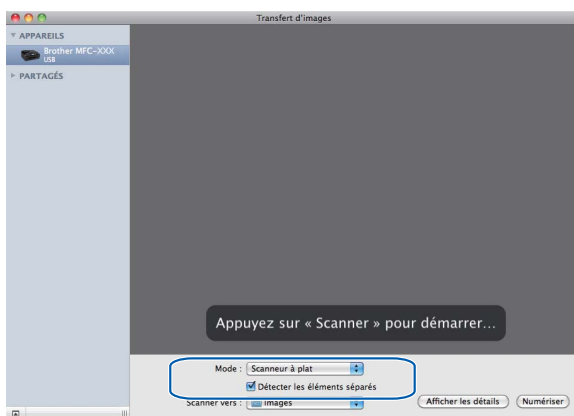 Transfert d'images
APPAREILS
Brother MFC-XXX
USB
PARTAGÉS
Appuyez sur « Scanner » pour démarrer...
Mode : Scanneur à plat
Détecter les éléments séparés
Scanner vers : Images
Afficher les détails
Numériser